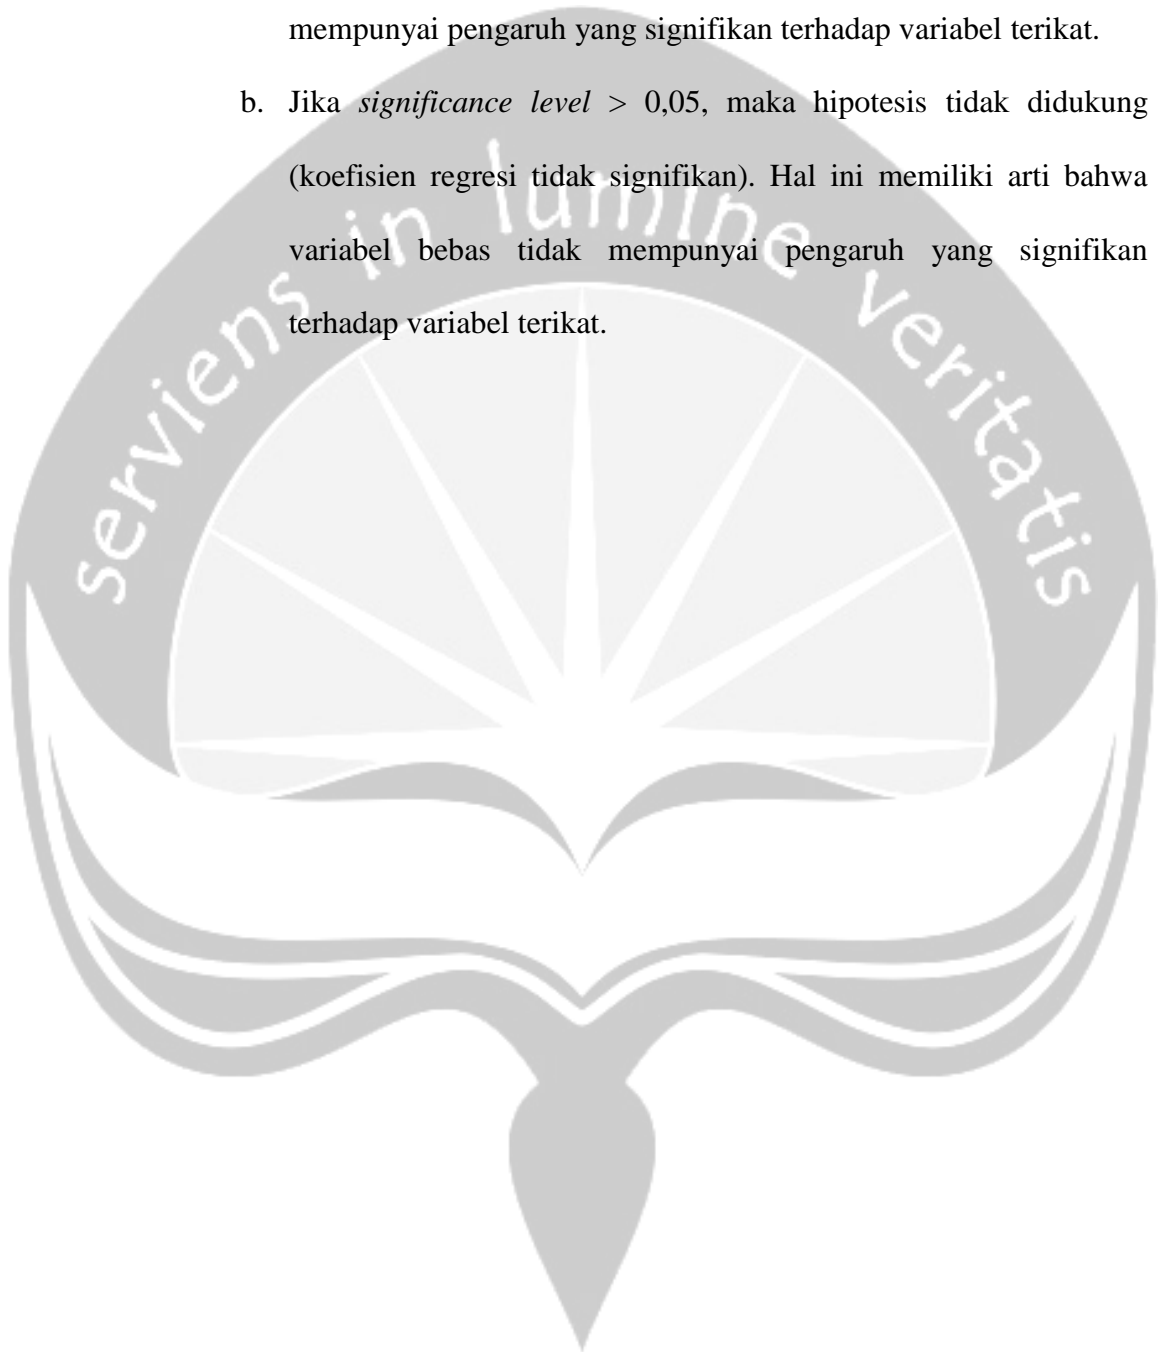 mempunyai pengaruh yang signifikan terhadap variabel terikat.
b. Jika significance level > 0,05, maka hipotesis tidak didukung
(koefisien regresi tidak signifikan). Hal ini memiliki arti bahwa
variabel bebas tidak mempunyai pengaruh yang signifikan
terhadap variabel terikat.
serviens in lumine veritatis